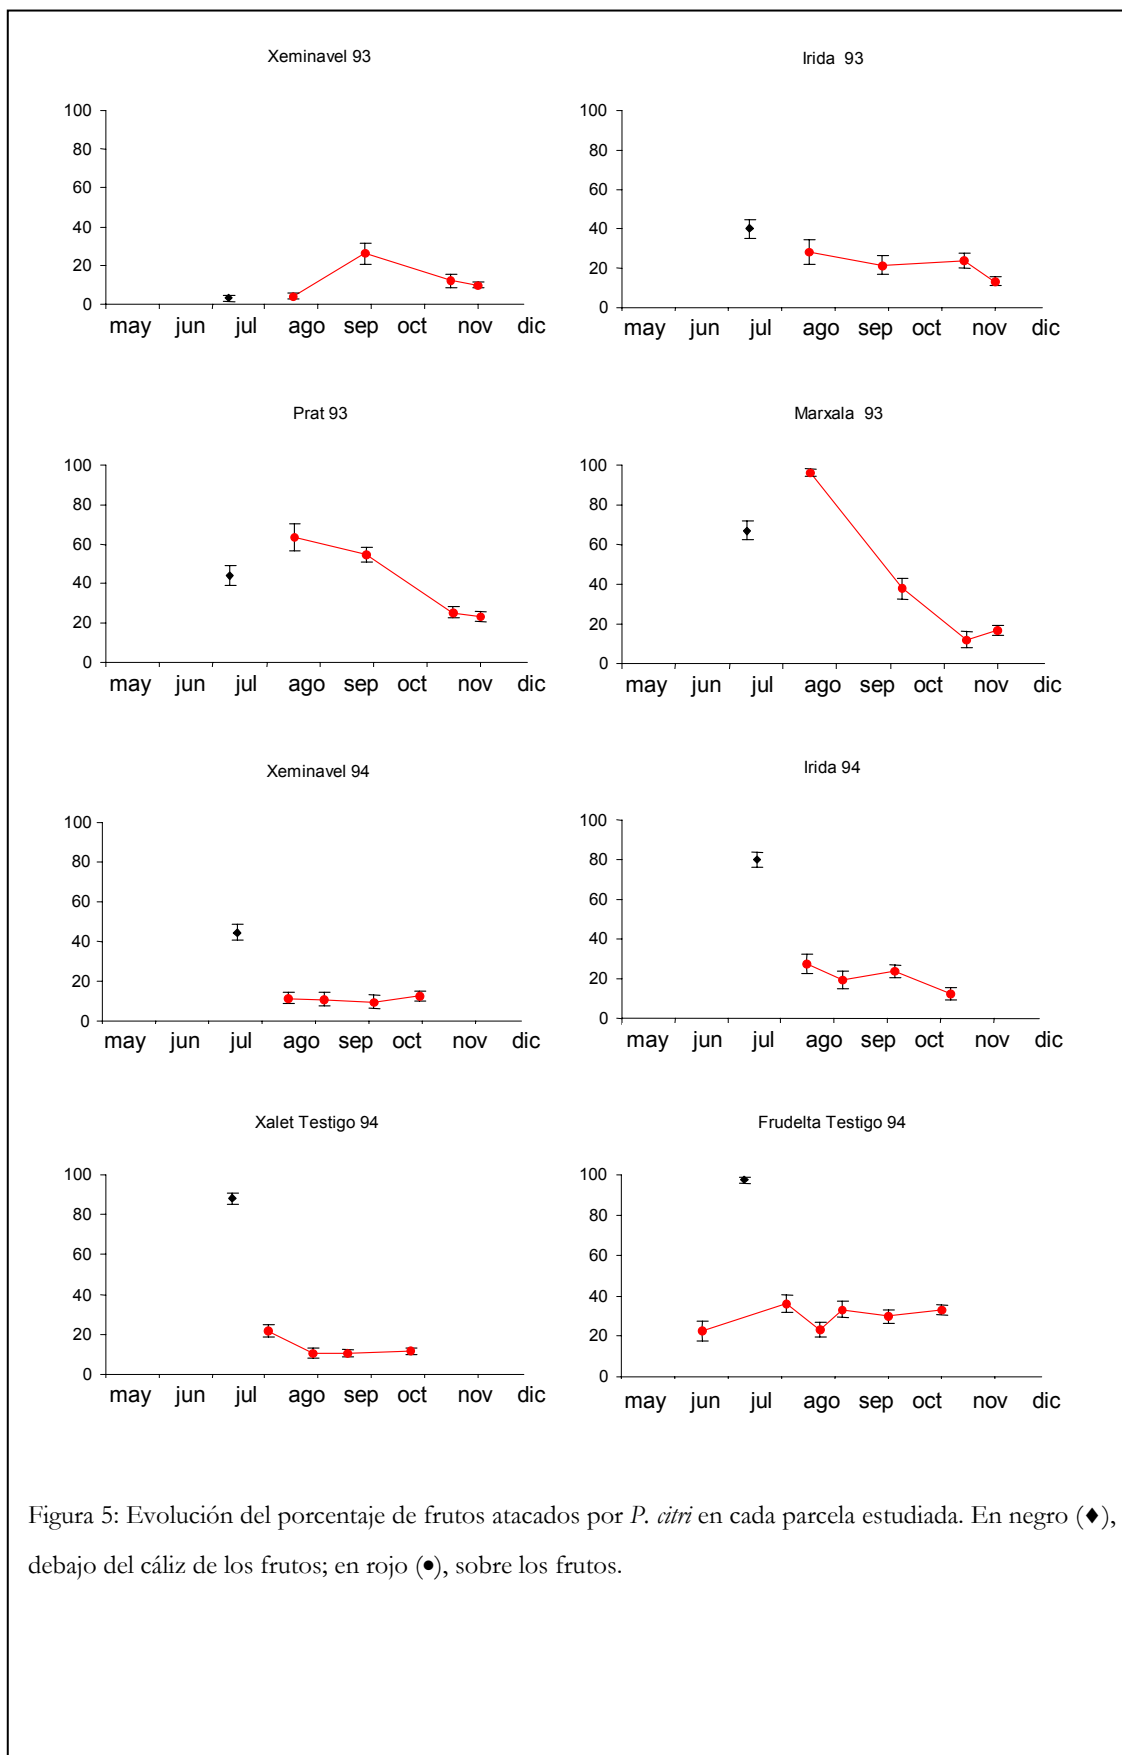 Xeminavel 93
Irida 93
100
80
60
40
20
0
may jun jul ago sep oct nov dic
100
80
60
40
20
0
may jun jul ago sep oct nov dic
Prat 93
Marxala 93
100
80
60
40
20
0
may jun jul ago sep oct nov dic
100
80
60
40
20
0
may jun jul ago sep oct nov dic
Xeminavel 94
Irida 94
100
80
60
40
20
0
may jun jul ago sep oct nov dic
100
80
60
40
20
0
may jun jul ago sep oct nov dic
Xalet Testigo 94
Frudelta Testigo 94
100
80
60
40
20
0
may jun jul ago sep oct nov dic
100
80
60
40
20
0
may jun jul ago sep oct nov dic
Figura 5: Evolución del porcentaje de frutos atacados por P. citri en cada parcela estudiada. En negro (♦),
debajo del cáliz de los frutos; en rojo (●), sobre los frutos.